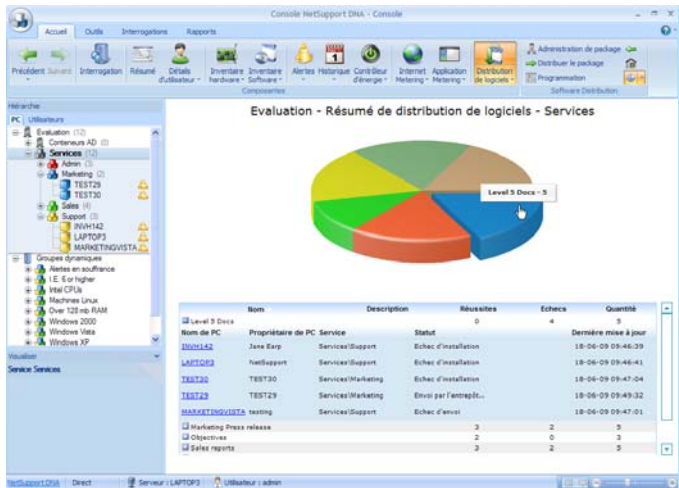 Console NetSupport DNA - Console
Accueil Outils Interrogations Rapports
Précédent Suivant Interrogation Résumé Détails d'utilisateur Inventaire hardware Inventaire Software Alertes Historique Contrôleur d'énergie Internet Metering Application Metering Distribution de logiciels
Administration de package
Distribuer le package
Programmation
Composantes Software Distribution
Hiérarchie
PC Utilisateurs
Evaluation (12)
Conteneurs AD (0)
Services (12)
Admin (3)
Marketing (2)
TEST29
TEST30
Sales (4)
Support (3)
INVH142
LAPTOP3
MARKETINGVISTA
Groupes dynamiques
Alertes en souffrance
I.E. 6 or higher
Intel CPUs
Machines Linux
Over 128 mb RAM
Windows 2000
Windows Vista
Windows XP
Visualiser
Service Services
Evaluation - Résumé de distribution de logiciels - Services
Level 5 Docs - 5
Nom Description Réussites Echecs Quantité
Level 5 Docs 0 4 5
Nom de PC Propriétaire de PC Service Statut Dernière mise à jour
INVH142 Jane Earp Services\Support Echec d'installation 18-06-09 09:46:39
LAPTOP3 NetSupport Services\Support Echec d'installation 18-06-09 09:46:41
TEST30 TEST30 Services\Marketing Echec d'installation 18-06-09 09:47:04
TEST29 TEST29 Services\Marketing Envoi par l'entrepôt... 18-06-09 09:49:32
MARKETINGVISTA testing Services\Support Echec d'envoi 18-06-09 09:47:01
Marketing Press release 3 2 5
Objectives 2 0 3
Sales reports 3 2 5
NetSupport DNA Direct Serveur : LAPTOP3 Utilisateur : admin